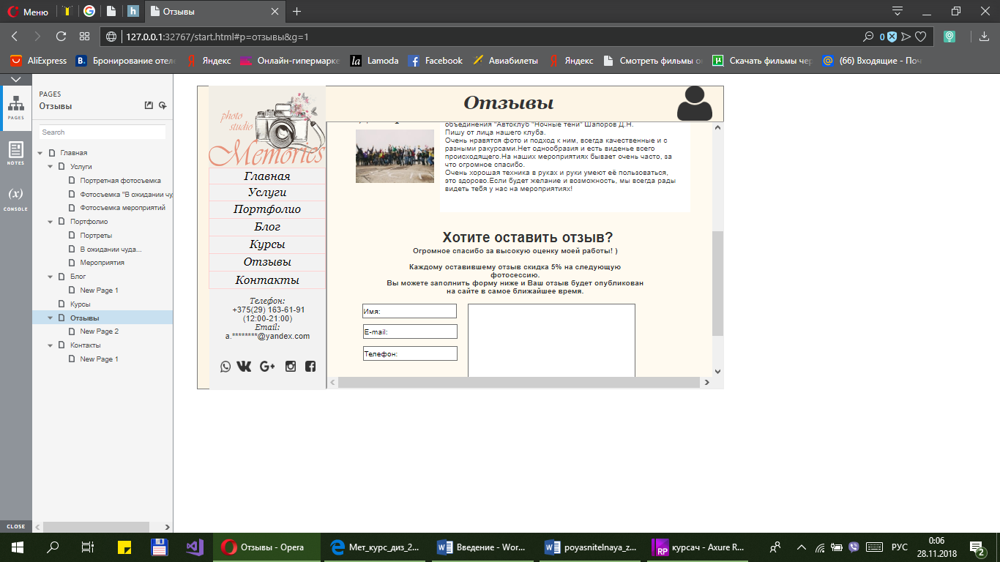 Меню
Отзывы
127.0.0.1:32767/start.html#p=отзывы&g=1
0
AliExpress
B. Бронирование отеле
Яндекс
Онлайн-гипермарке
la Lamoda
Facebook
Авиабилеты
Яндекс
Смотреть фильмы о
Скачать фильмы чер
(66) Входящие - Поч
PAGES
NOTES
(x)
CONSOLE
CLOSE
PAGES
Отзывы
Search
Главная
Услуги
Портретная фотосъемка
Фотосъемка "В ожидании чу
Фотосъемка мероприятий
Портфолио
Портреты
В ожидании чуда...
Мероприятия
Блог
New Page 1
Курсы
Отзывы
New Page 2
Контакты
New Page 1
photo
studio
Memories
Главная
Услуги
Портфолио
Блог
Курсы
Отзывы
Контакты
Телефон:
+375(29) 163-61-91
(12:00-21:00)
Email:
a.********@yandex.com
Отзывы
объединения "Автоклуб "Ночные тени" Шапоров Д.Н.
Пишу от лица нашего клуба.
Очень нравятся фото и подход к ним, всегда качественные и с
разными ракурсами.Нет однообразия и есть виденье всего
происходящего.На наших мероприятиях бывает очень часто, за
что огромное спасибо.
Очень хорошая техника в руках и руки умеют её пользоваться,
это здорово.Если будет желание и возможность, мы всегда рады
видеть тебя у нас на мероприятиях!
Хотите оставить отзыв?
Огромное спасибо за высокую оценку моей работы! )
Каждому оставившему отзыв скидка 5% на следующую
фотосессию.
Вы можете заполнить форму ниже и Ваш отзыв будет опубликован
на сайте в самое ближайшее время.
Имя:
E-mail:
Телефон:
Отзывы - Opera
Мет_курс_диз_2...
Введение - Wor...
poyasnitelnaya_z...
RP курсач - Axure R...
РУС
0:06
28.11.2018
2